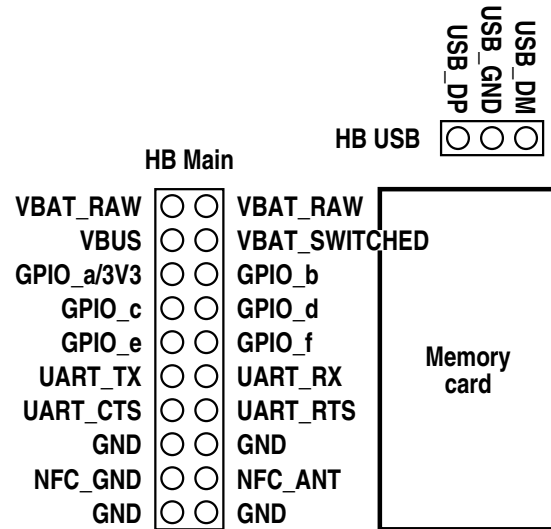 USB_DP
USB_GND
USB_DM
HB USB
HB Main
VBAT_RAW VBAT_RAW
VBUS VBAT_SWITCHED
GPIO_a/3V3 GPIO_b
GPIO_c GPIO_d
GPIO_e GPIO_f
UART_TX UART_RX
UART_CTS UART_RTS
GND GND
NFC_GND NFC_ANT
GND GND
Memory
card